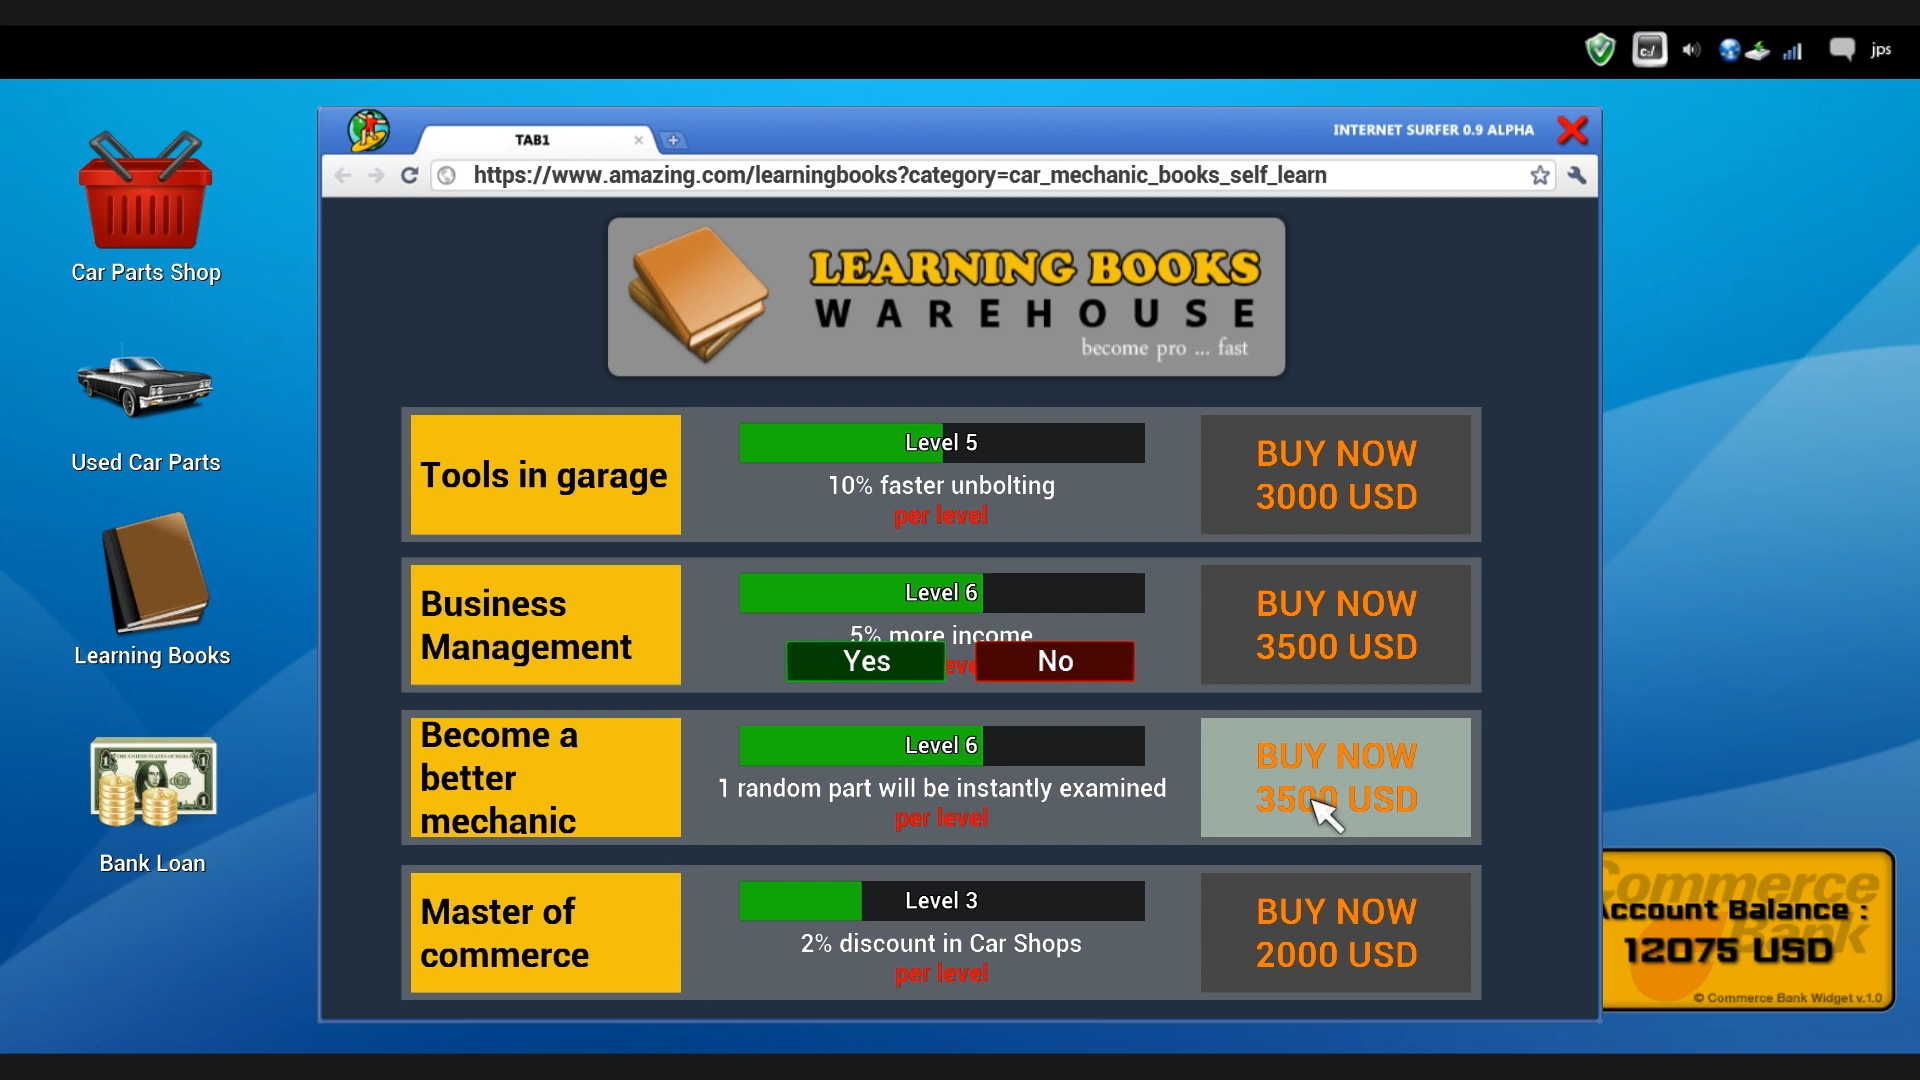 jps
TAB1
INTERNET SURFER 0.9 ALPHA
https://www.amazing.com/learningbooks?category=car_mechanic_books_self_learn
Car Parts Shop
Used Car Parts
Learning Books
Bank Loan
LEARNING BOOKS
WAREHOUSE
become pro ... fast
Tools in garage
Level 5
10% faster unbolting
per level
BUY NOW
3000 USD
Business
Management
Level 6
5% more income
Yes
No
BUY NOW
3500 USD
Become a
better
mechanic
Level 6
1 random part will be instantly examined
per level
BUY NOW
3500 USD
Master of
commerce
Level 3
2% discount in Car Shops
per level
BUY NOW
2000 USD
Commerce
Bank
Account Balance :
12075 USD
© Commerce Bank Widget v.1.0